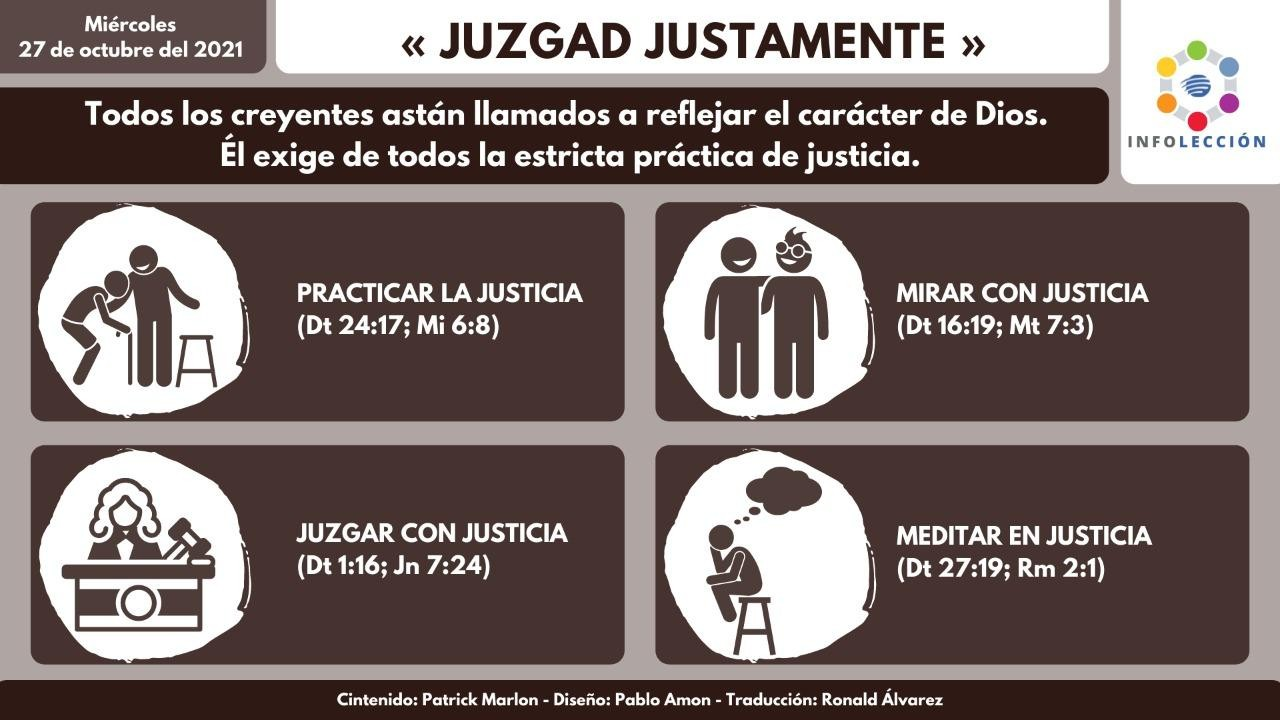 Miércoles
27 de octubre del 2021
« JUZGAD JUSTAMENTE »
INFOLECCIÓN
Todos los creyentes astán llamados a reflejar el carácter de Dios.
Él exige de todos la estricta práctica de justicia.
PRACTICAR LA JUSTICIA
(Dt 24:17; Mi 6:8)
MIRAR CON JUSTICIA
(Dt 16:19; Mt 7:3)
JUZGAR CON JUSTICIA
(Dt 1:16; Jn 7:24)
MEDITAR EN JUSTICIA
(Dt 27:19; Rm 2:1)
Cintenido: Patrick Marlon - Diseño: Pablo Amon - Traducción: Ronald Álvarez